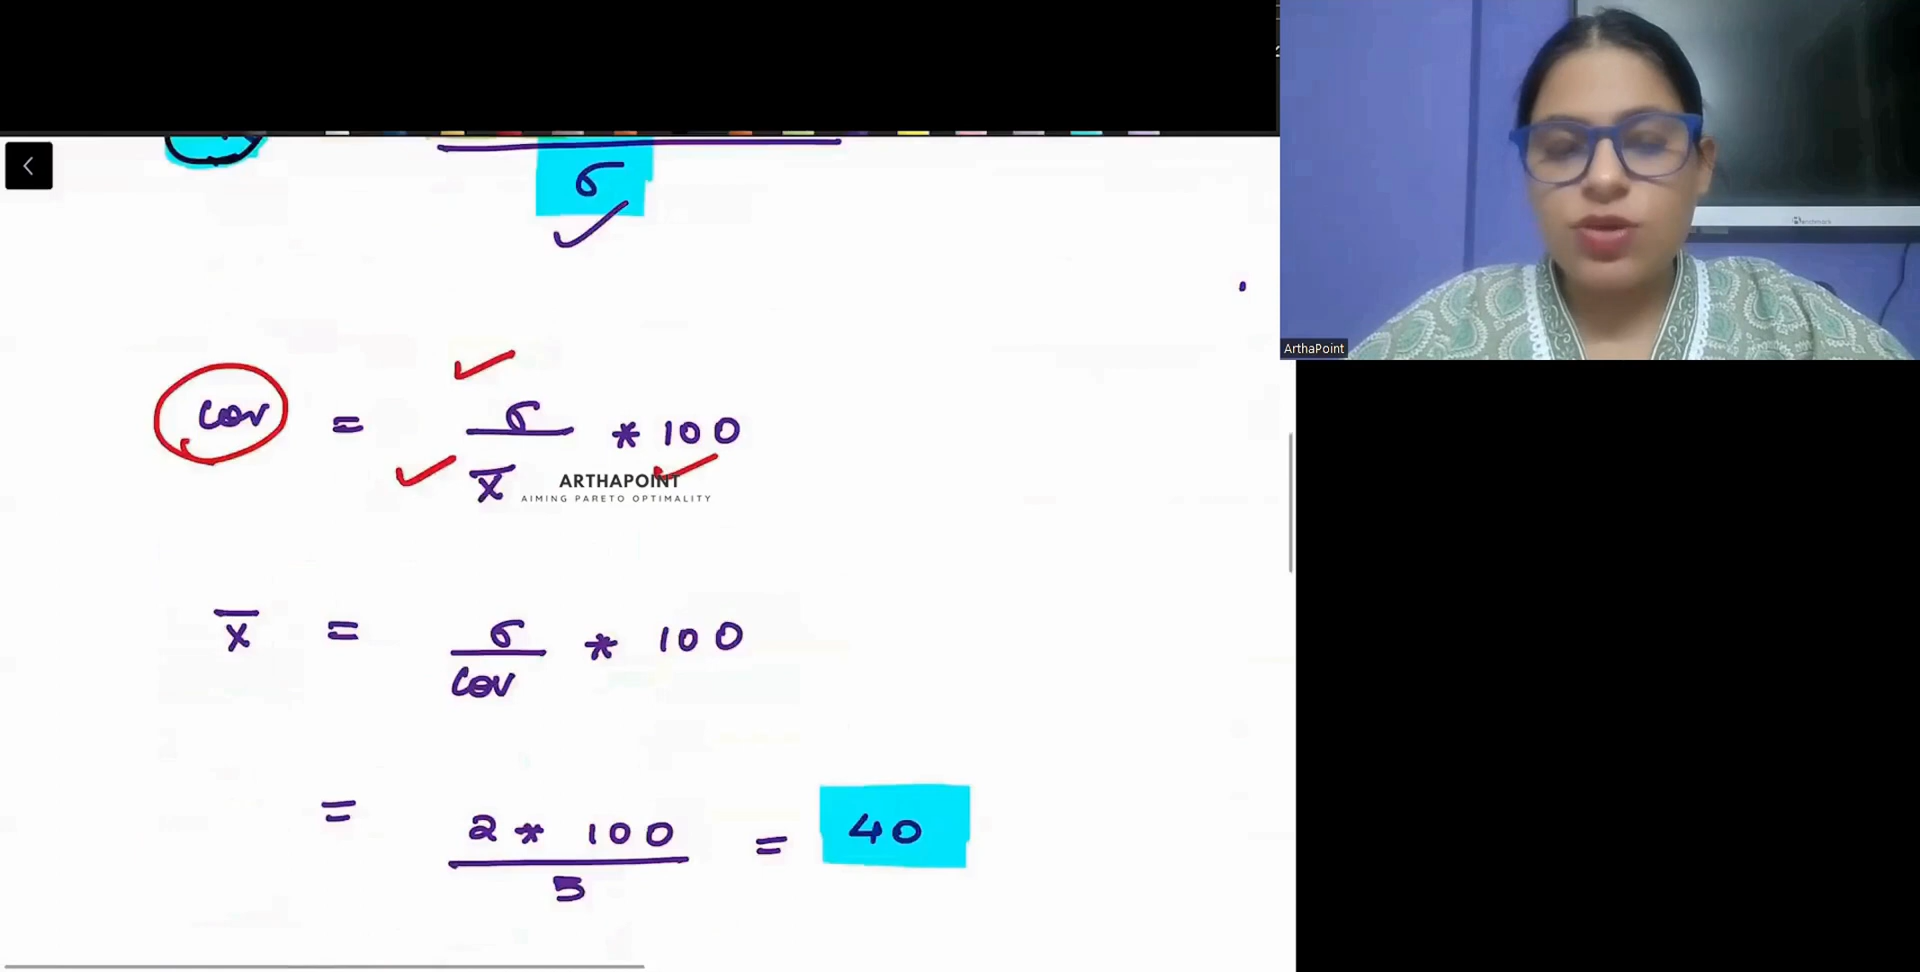 σ
cov = σ / x̄ * 100
ARTHAPOINT
AIMING PARETO OPTIMALITY
x̄ = σ / cov * 100
= 2 * 100 / 5 = 40
ArthaPoint